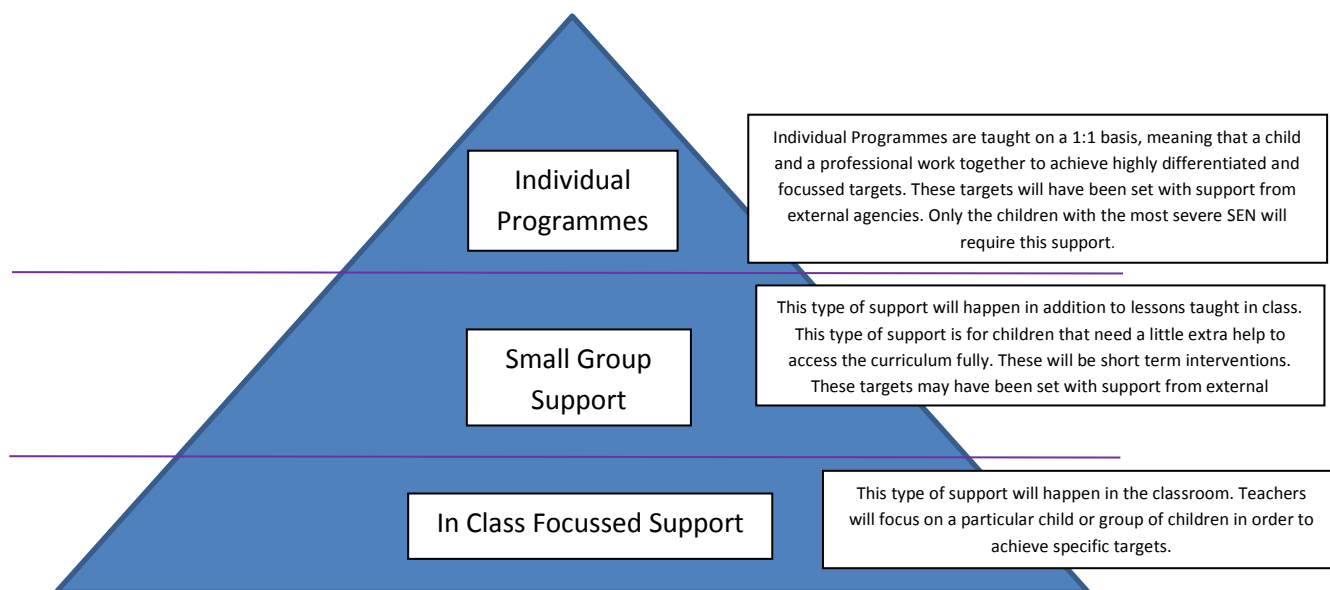 Individual
Programmes
Individual Programmes are taught on a 1:1 basis, meaning that a child
and a professional work together to achieve highly differentiated and
focussed targets. These targets will have been set with support from
external agencies. Only the children with the most severe SEN will
require this support.
Small Group
Support
This type of support will happen in addition to lessons taught in class.
This type of support is for children that need a little extra help to
access the curriculum fully. These will be short term interventions.
These targets may have been set with support from external
In Class Focussed Support
This type of support will happen in the classroom. Teachers
will focus on a particular child or group of children in order to
achieve specific targets.